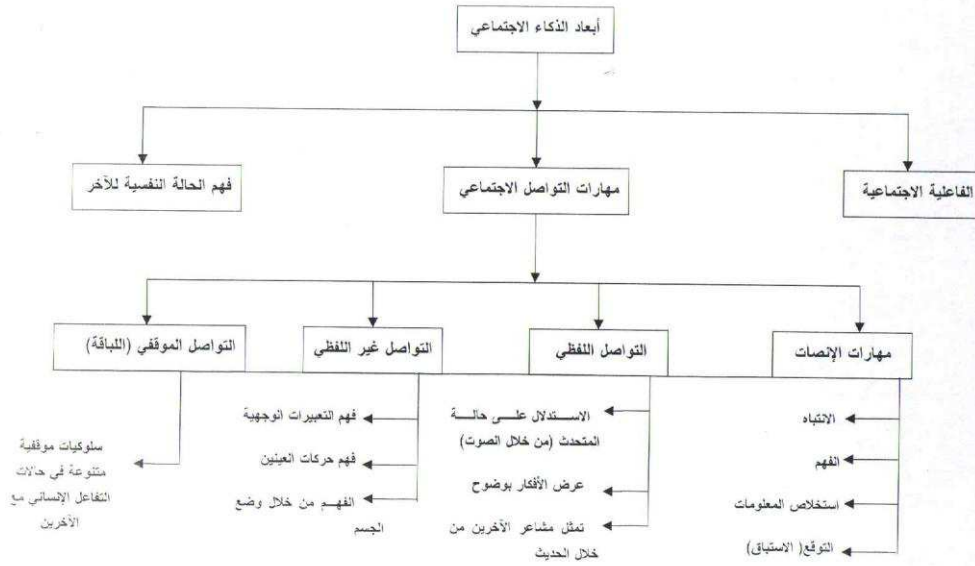 أبعاد الذكاء الاجتماعي
الفاعلية الاجتماعية
مهارات التواصل الاجتماعي
فهم الحالة النفسية للآخر
مهارات الإنصات
التواصل اللفظي
التواصل غير اللفظي
التواصل الموقفي (اللباقة)
الانتباه
الفهم
استخلاص المعلومات
التوقع( الاستباق)
الاستدلال على حالة
المتحدث (من خلال الصوت)
عرض الأفكار بوضوح
تمثل مشاعر الآخرين من
خلال الحديث
فهم التعبيرات الوجهية
فهم حركات العينين
الفهم من خلال وضع
الجسم
سلوكيات موقفية
متنوعة في حالات
التفاعل الإنساني مع
الآخرين